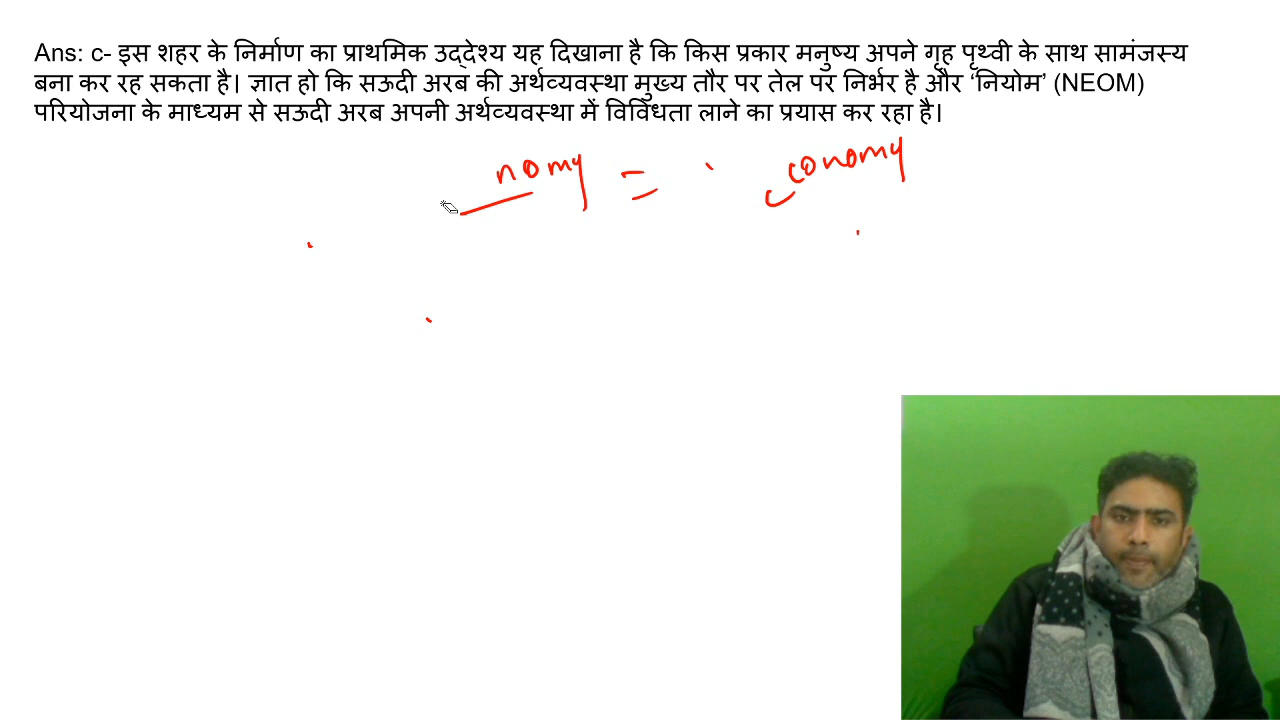 Ans: c- इस शहर के निर्माण का प्राथमिक उद्देश्य यह दिखाना है कि किस प्रकार मनुष्य अपने गृह पृथ्वी के साथ सामंजस्य
बना कर रह सकता है। ज्ञात हो कि सऊदी अरब की अर्थव्यवस्था मुख्य तौर पर तेल पर निर्भर है और ‘नियोम’ (NEOM)
परियोजना के माध्यम से सऊदी अरब अपनी अर्थव्यवस्था में विविधता लाने का प्रयास कर रहा है।
nomy = conomy